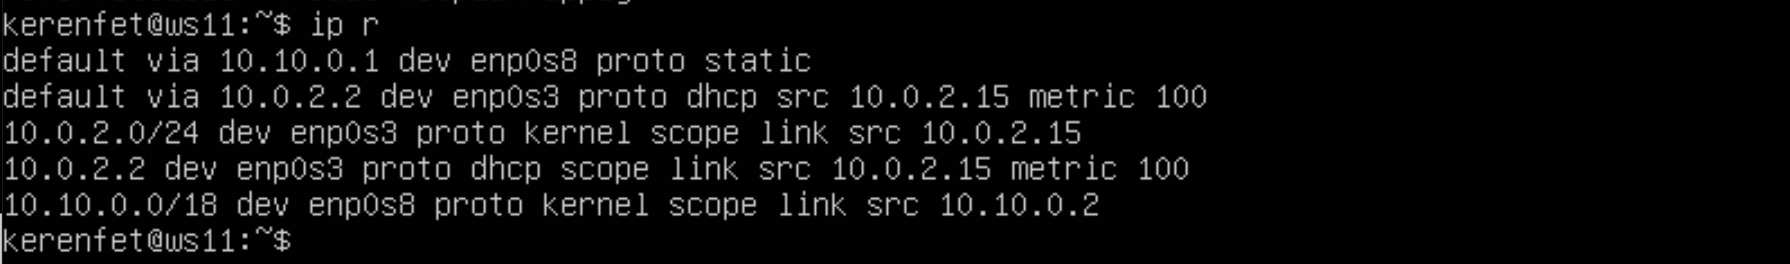 kerenfet@ws11:~$ ip r
default via 10.10.0.1 dev enp0s8 proto static
default via 10.0.2.2 dev enp0s3 proto dhcp src 10.0.2.15 metric 100
10.0.2.0/24 dev enp0s3 proto kernel scope link src 10.0.2.15
10.0.2.2 dev enp0s3 proto dhcp scope link src 10.0.2.15 metric 100
10.10.0.0/18 dev enp0s8 proto kernel scope link src 10.10.0.2
kerenfet@ws11:~$